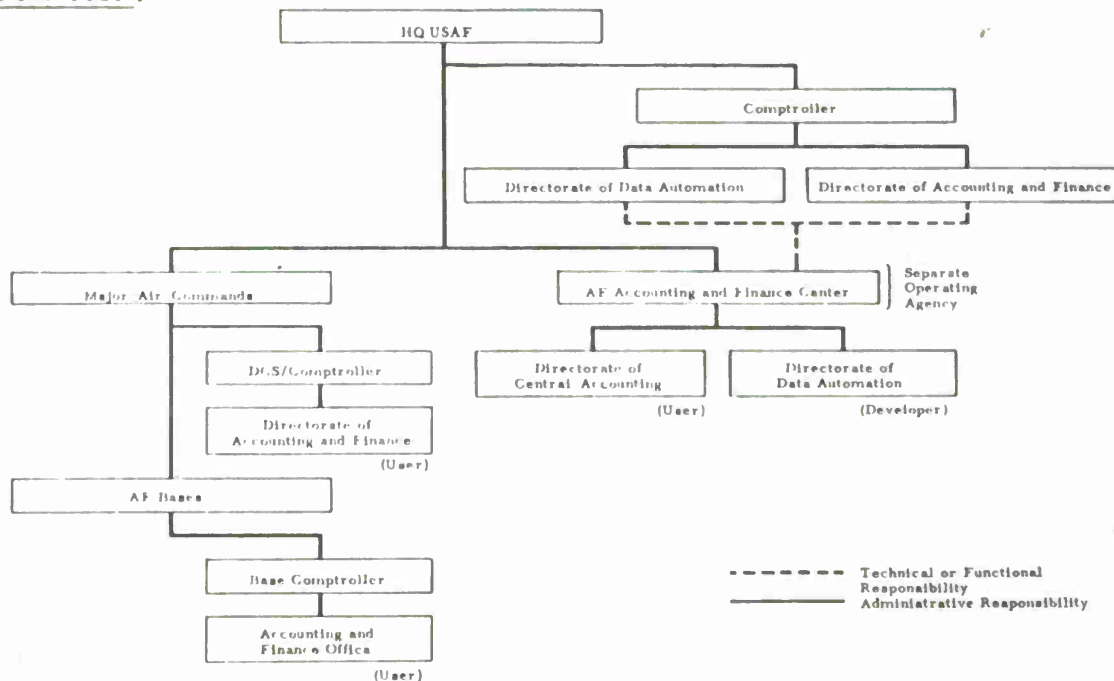 HQ USAF
Comptroller
Directorate of Data Automation
Directorate of Accounting and Finance
Major Air Commands
AF Accounting and Finance Center
Separate
Operating
Agency
DCS/Comptroller
Directorate of
Central Accounting
(User)
Directorate of
Data Automation
(Developer)
Directorate of
Accounting and Finance
(User)
AF Bases
Base Comptroller
Accounting and
Finance Office
(User)
Technical or Functional
Responsibility
Administrative Responsibility